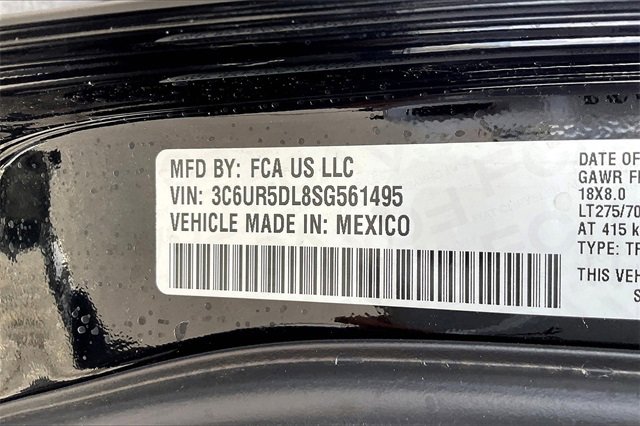 MFD BY: FCA US LLC
VIN: 3C6UR5DL8SG561495
VEHICLE MADE IN: MEXICO
DATE OF
GAWR
18X8.0
LT275/70
AT 415
TYPE:
THIS VEH
S